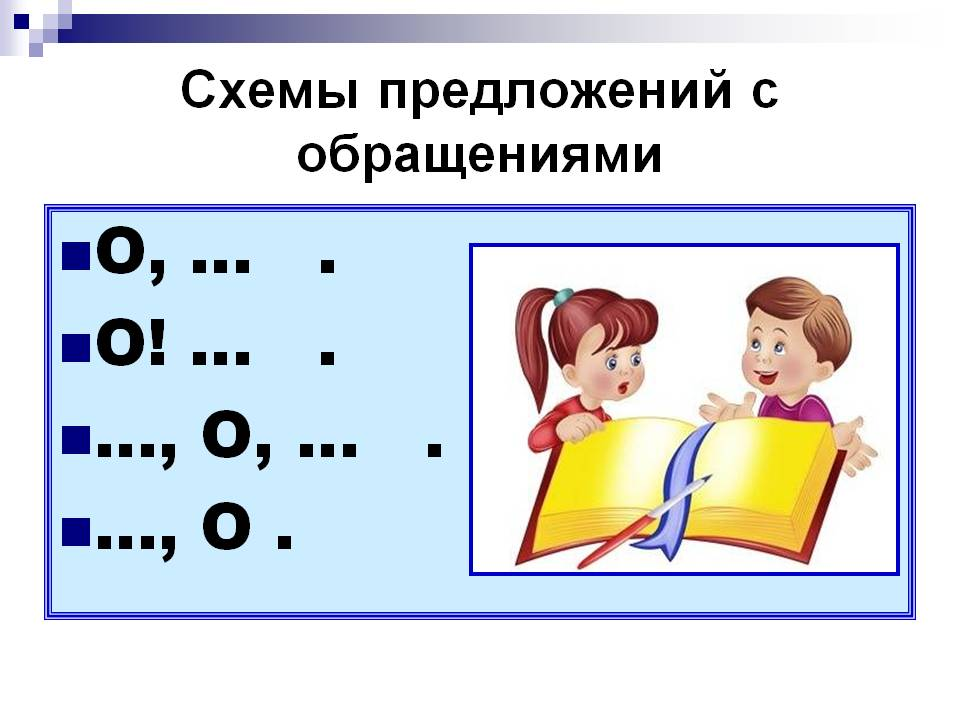 Схемы предложений с
обращениями
О, ... .
О! ... .
..., О, ... .
..., О .